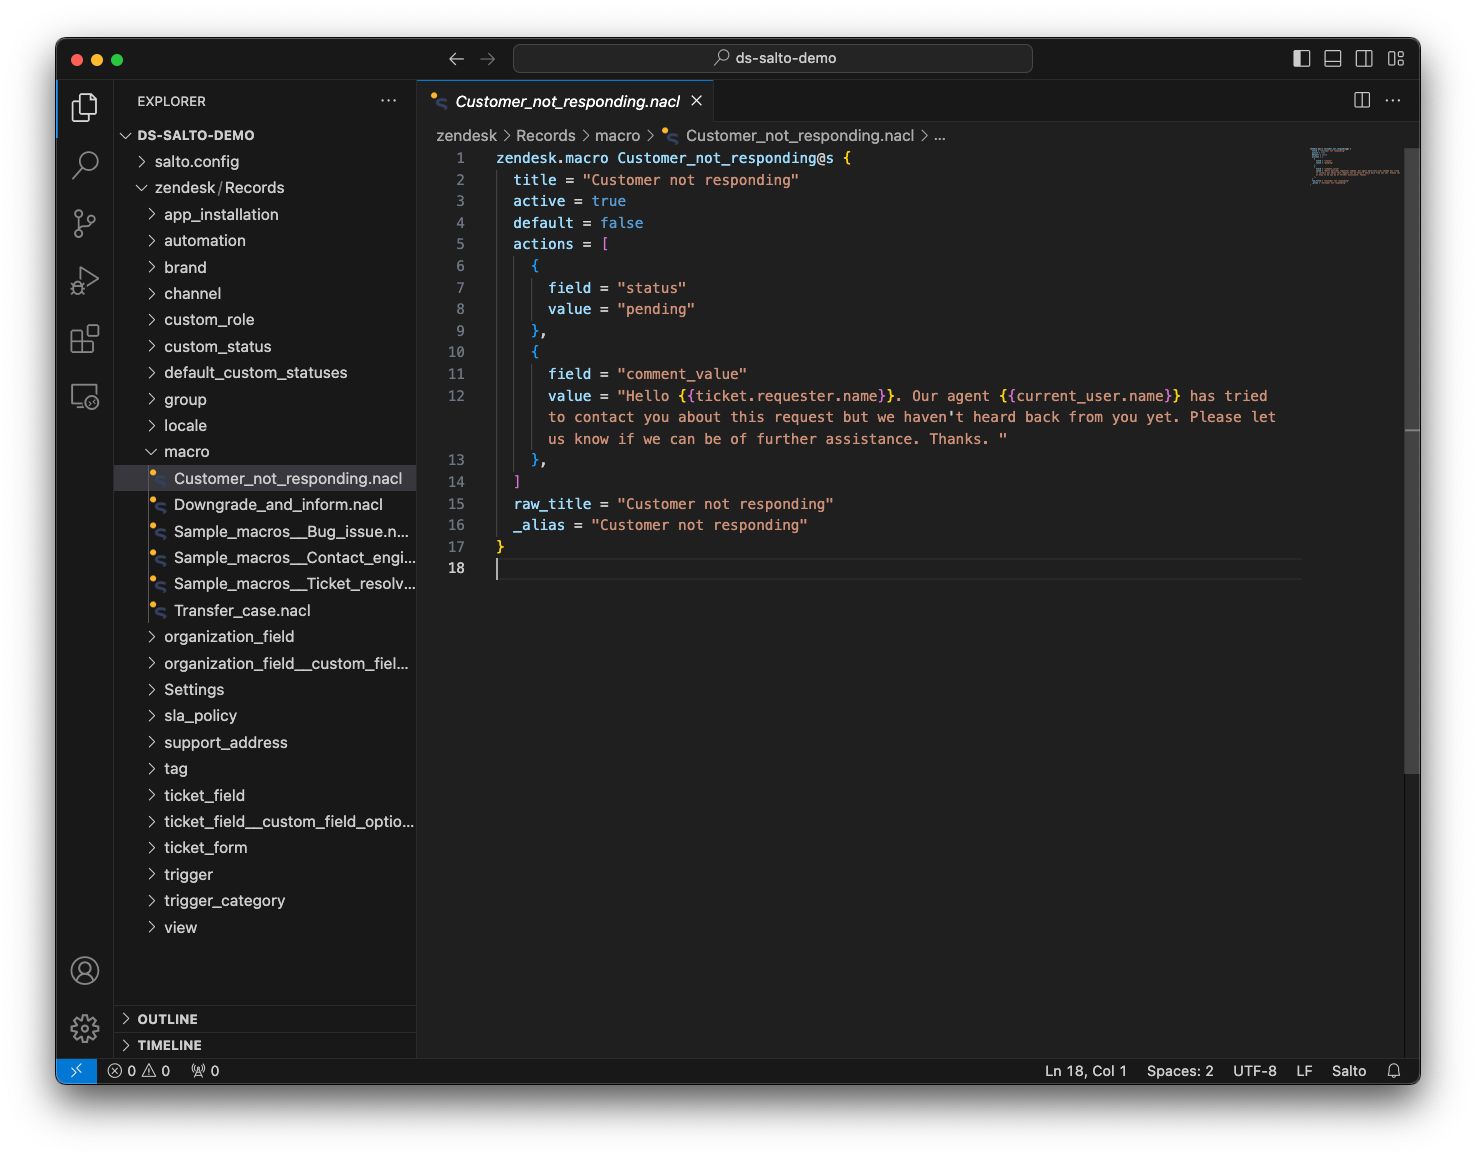 ds-salto-demo
EXPLORER
DS-SALTO-DEMO
salto.config
zendesk/Records
app_installation
automation
brand
channel
custom_role
custom_status
default_custom_statuses
group
locale
macro
Customer_not_responding.nacl
Downgrade_and_inform.nacl
Sample_macros__Bug_issue.n...
Sample_macros__Contact_engi...
Sample_macros__Ticket_resolv...
Transfer_case.nacl
organization_field
organization_field__custom_fiel...
Settings
sla_policy
support_address
tag
ticket_field
ticket_field__custom_field_optio...
ticket_form
trigger
trigger_category
view
OUTLINE
TIMELINE
Customer_not_responding.nacl
zendesk > Records > macro > Customer_not_responding.nacl > ...
1 zendesk.macro Customer_not_responding@s {
2 title = "Customer not responding"
3 active = true
4 default = false
5 actions = [
6 {
7 field = "status"
8 value = "pending"
9 },
10 {
11 field = "comment_value"
12 value = "Hello {{ticket.requester.name}}. Our agent {{current_user.name}} has tried
to contact you about this request but we haven't heard back from you yet. Please let
us know if we can be of further assistance. Thanks. "
13 },
14 ]
15 raw_title = "Customer not responding"
16 _alias = "Customer not responding"
17 }
18
0 0 0 Ln 18, Col 1 Spaces: 2 UTF-8 LF Salto